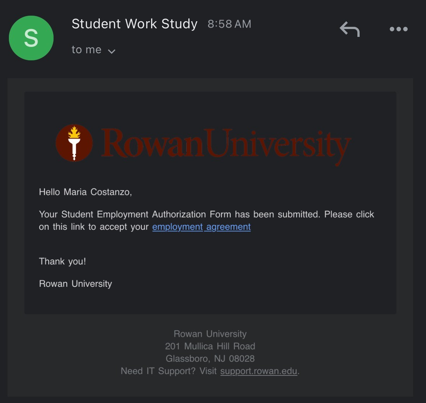 S
Student Work Study 8:58 AM
to me
Rowan University
Hello Maria Costanzo,
Your Student Employment Authorization Form has been submitted. Please click
on this link to accept your employment agreement
Thank you!
Rowan University
Rowan University
201 Mullica Hill Road
Glassboro, NJ 08028
Need IT Support? Visit support.rowan.edu.